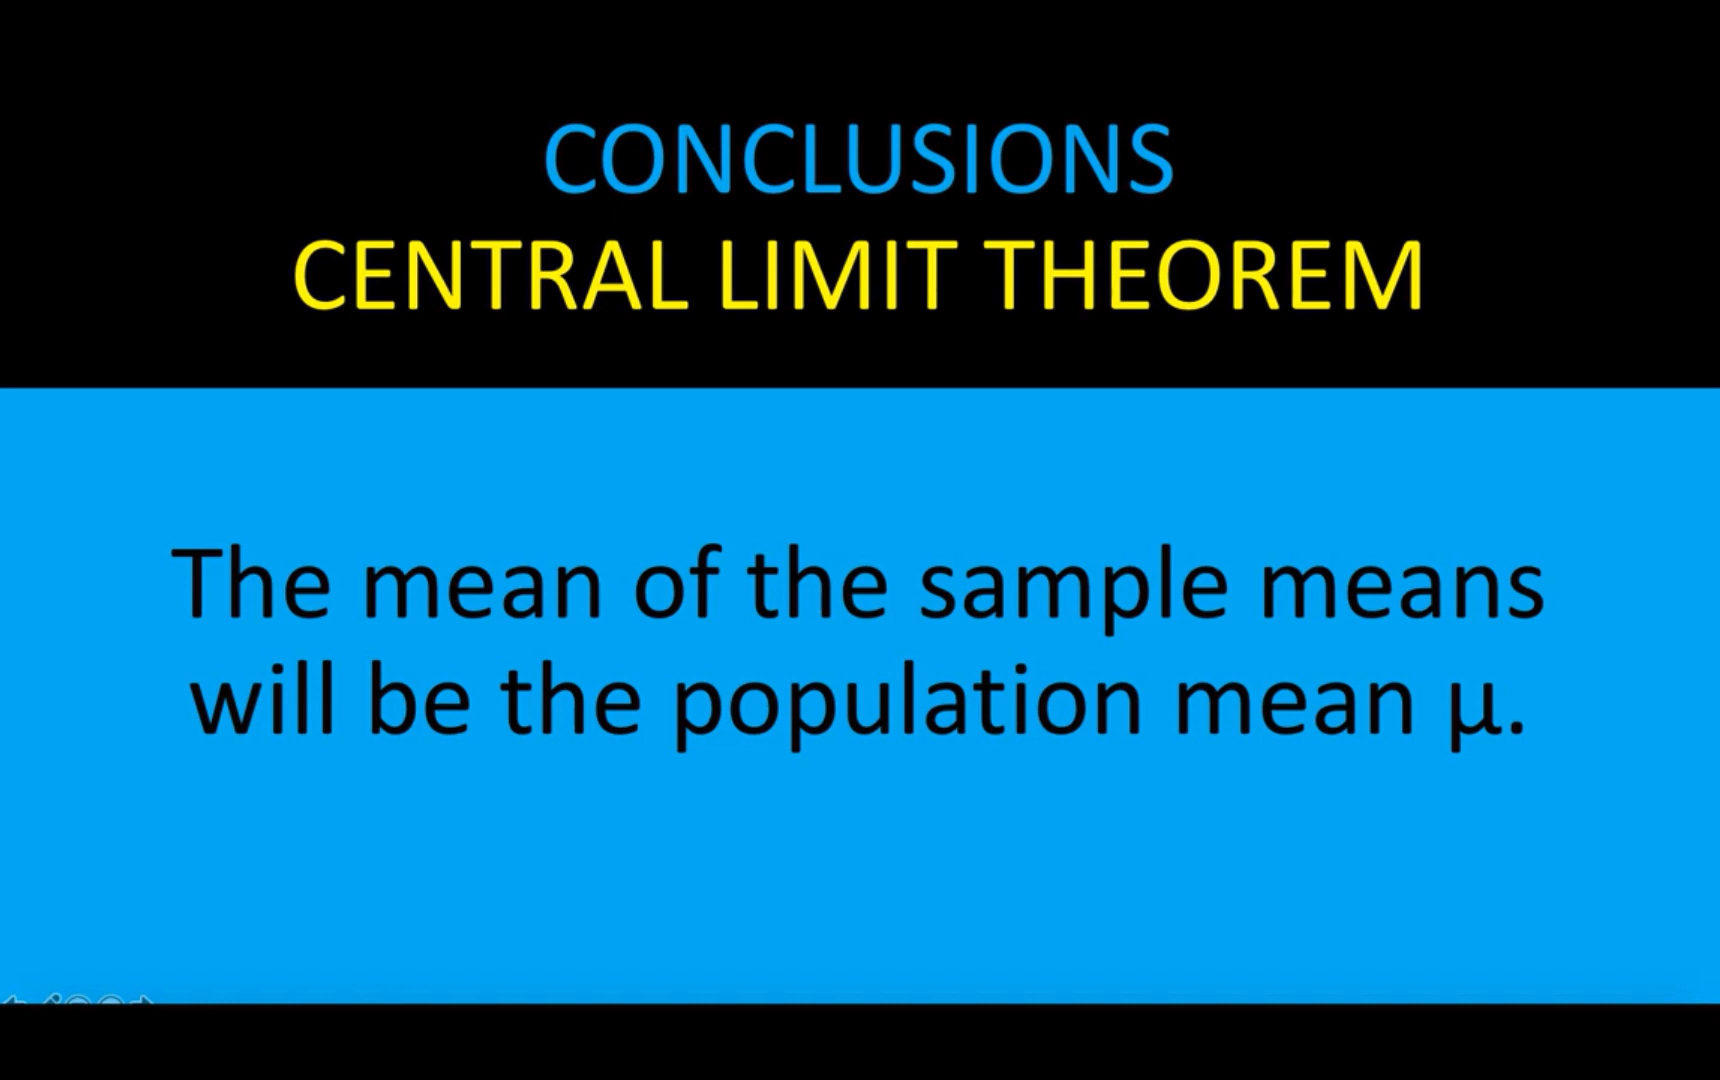 CONCLUSIONS
CENTRAL LIMIT THEOREM
The mean of the sample means
will be the population mean µ.